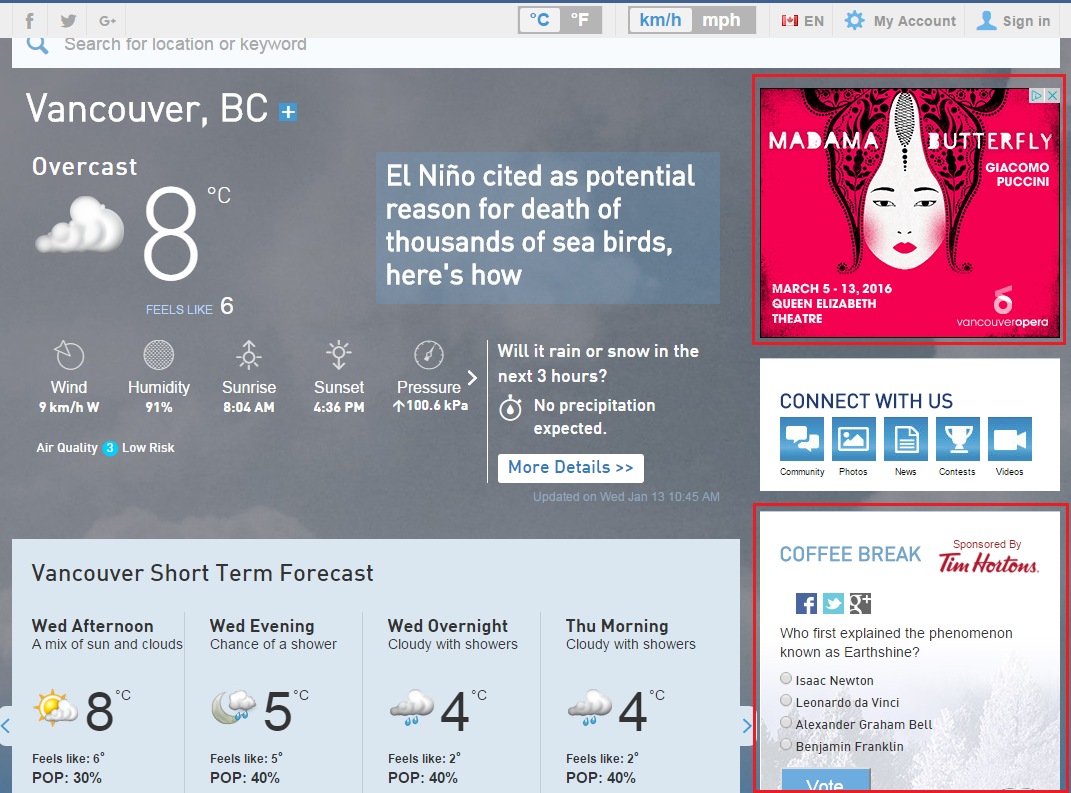 °C °F km/h mph EN My Account Sign in
Search for location or keyword
Vancouver, BC
Overcast
8 °C
FEELS LIKE 6
El Niño cited as potential
reason for death of
thousands of sea birds,
here's how
Wind
9 km/h W
Humidity
91%
Sunrise
8:04 AM
Sunset
4:36 PM
Pressure
↑100.6 kPa
Air Quality 3 Low Risk
Will it rain or snow in the
next 3 hours?
No precipitation
expected.
More Details >>
Updated on Wed Jan 13 10:45 AM
Vancouver Short Term Forecast
Wed Afternoon
A mix of sun and clouds
8 °C
Feels like: 6°
POP: 30%
Wed Evening
Chance of a shower
5 °C
Feels like: 5°
POP: 40%
Wed Overnight
Cloudy with showers
4 °C
Feels like: 2°
POP: 40%
Thu Morning
Cloudy with showers
4 °C
Feels like: 2°
POP: 40%
MADAMA BUTTERFLY
GIACOMO
PUCCINI
MARCH 5 - 13, 2016
QUEEN ELIZABETH
THEATRE
vancouveropera
CONNECT WITH US
Community Photos News Contests Videos
COFFEE BREAK
Sponsored By
Tim Hortons.
Who first explained the phenomenon
known as Earthshine?
Isaac Newton
Leonardo da Vinci
Alexander Graham Bell
Benjamin Franklin
Vote